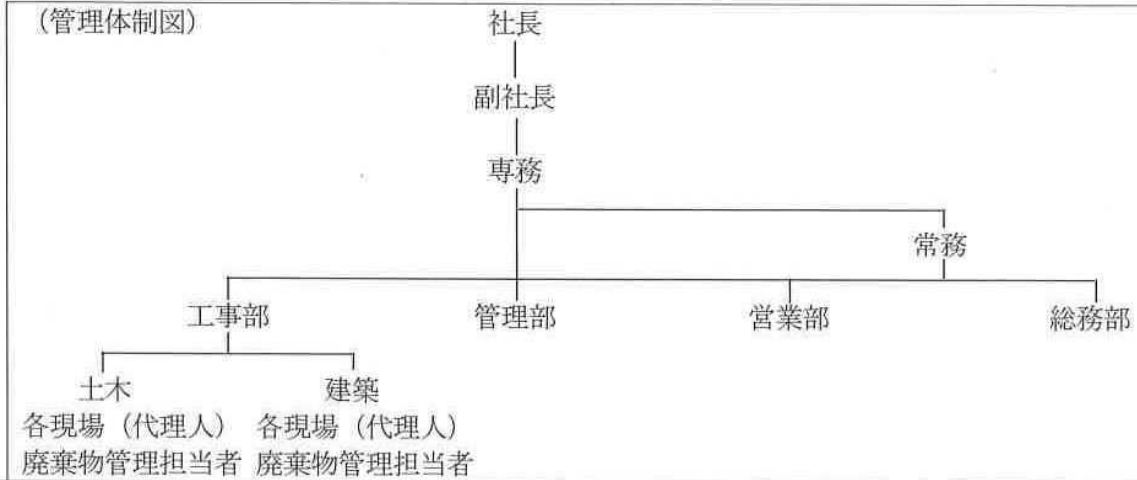 （管理体制図）
社長
副社長
専務
常務
工事部 管理部 営業部 総務部
土木 建築
各現場（代理人） 各現場（代理人）
廃棄物管理担当者 廃棄物管理担当者